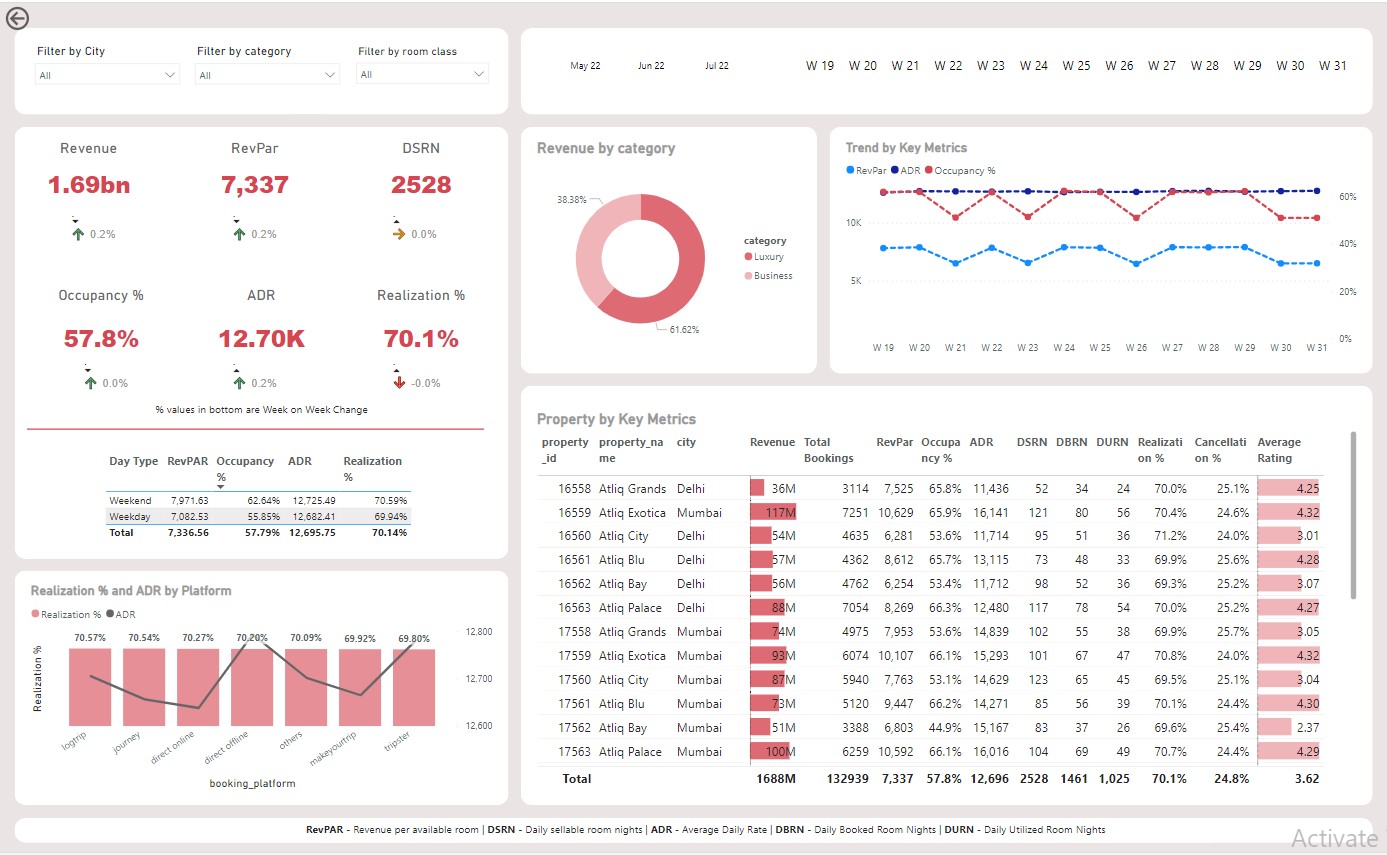 Filter by City
All
Filter by category
All
Filter by room class
All
May 22 Jun 22 Jul 22
W 19 W 20 W 21 W 22 W 23 W 24 W 25 W 26 W 27 W 28 W 29 W 30 W 31
Revenue RevPar DSRN
1.69bn 7,337 2528
0.2% 0.2% 0.0%
Occupancy % ADR Realization %
57.8% 12.70K 70.1%
0.0% 0.2% -0.0%
% values in bottom are Week on Week Change
Day Type RevPAR Occupancy % ADR Realization %
Weekend 7,971.63 62.64% 12,725.49 70.59%
Weekday 7,082.53 55.85% 12,682.41 69.94%
Total 7,336.56 57.79% 12,695.75 70.14%
Revenue by category
38.38%
61.62%
category
Luxury
Business
Trend by Key Metrics
RevPar ADR Occupancy %
10K
5K
60%
40%
20%
0%
W 19 W 20 W 21 W 22 W 23 W 24 W 25 W 26 W 27 W 28 W 29 W 30 W 31
Realization % and ADR by Platform
Realization % ADR
70.57% 70.54% 70.27% 70.20% 70.09% 69.92% 69.80%
12,800
12,700
12,600
Realization %
logtrip journey direct online direct offline others makeyourtrip tripster
booking_platform
Property by Key Metrics
property_id property_name city Revenue Total Bookings RevPar Occupancy % ADR DSRN DBRN DURN Realization % Cancellation % Average Rating
16558 Atliq Grands Delhi 36M 3114 7,525 65.8% 11,436 52 34 24 70.0% 25.1% 4.25
16559 Atliq Exotica Mumbai 117M 7251 10,629 65.9% 16,141 121 80 56 70.4% 24.6% 4.32
16560 Atliq City Delhi 54M 4635 6,281 53.6% 11,714 95 51 36 71.2% 24.0% 3.01
16561 Atliq Blu Delhi 57M 4362 8,612 65.7% 13,115 73 48 33 69.9% 25.6% 4.28
16562 Atliq Bay Delhi 56M 4762 6,254 53.4% 11,712 98 52 36 69.3% 25.2% 3.07
16563 Atliq Palace Delhi 88M 7054 8,269 66.3% 12,480 117 78 54 70.0% 25.2% 4.27
17558 Atliq Grands Mumbai 74M 4975 7,953 53.6% 14,839 102 55 38 69.9% 25.7% 3.05
17559 Atliq Exotica Mumbai 93M 6074 10,107 66.1% 15,293 101 67 47 70.8% 24.0% 4.32
17560 Atliq City Mumbai 87M 5940 7,763 53.1% 14,629 123 65 45 69.5% 25.1% 3.04
17561 Atliq Blu Mumbai 73M 5120 9,447 66.2% 14,271 85 56 39 70.1% 24.4% 4.30
17562 Atliq Bay Mumbai 51M 3388 6,803 44.9% 15,167 83 37 26 69.6% 25.4% 2.37
17563 Atliq Palace Mumbai 100M 6259 10,592 66.1% 16,016 104 69 49 70.7% 24.4% 4.29
Total 1688M 132939 7,337 57.8% 12,696 2528 1461 1,025 70.1% 24.8% 3.62
RevPAR - Revenue per available room | DSRN - Daily sellable room nights | ADR - Average Daily Rate | DBRN - Daily Booked Room Nights | DURN - Daily Utilized Room Nights
Activate